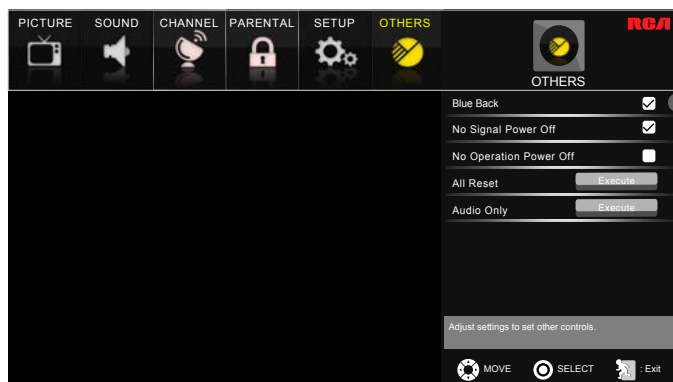 PICTURE SOUND CHANNEL PARENTAL SETUP OTHERS
RCA
OTHERS
Blue Back
No Signal Power Off
No Operation Power Off
All Reset Execute
Audio Only Execute
Adjust settings to set other controls.
MOVE SELECT : Exit